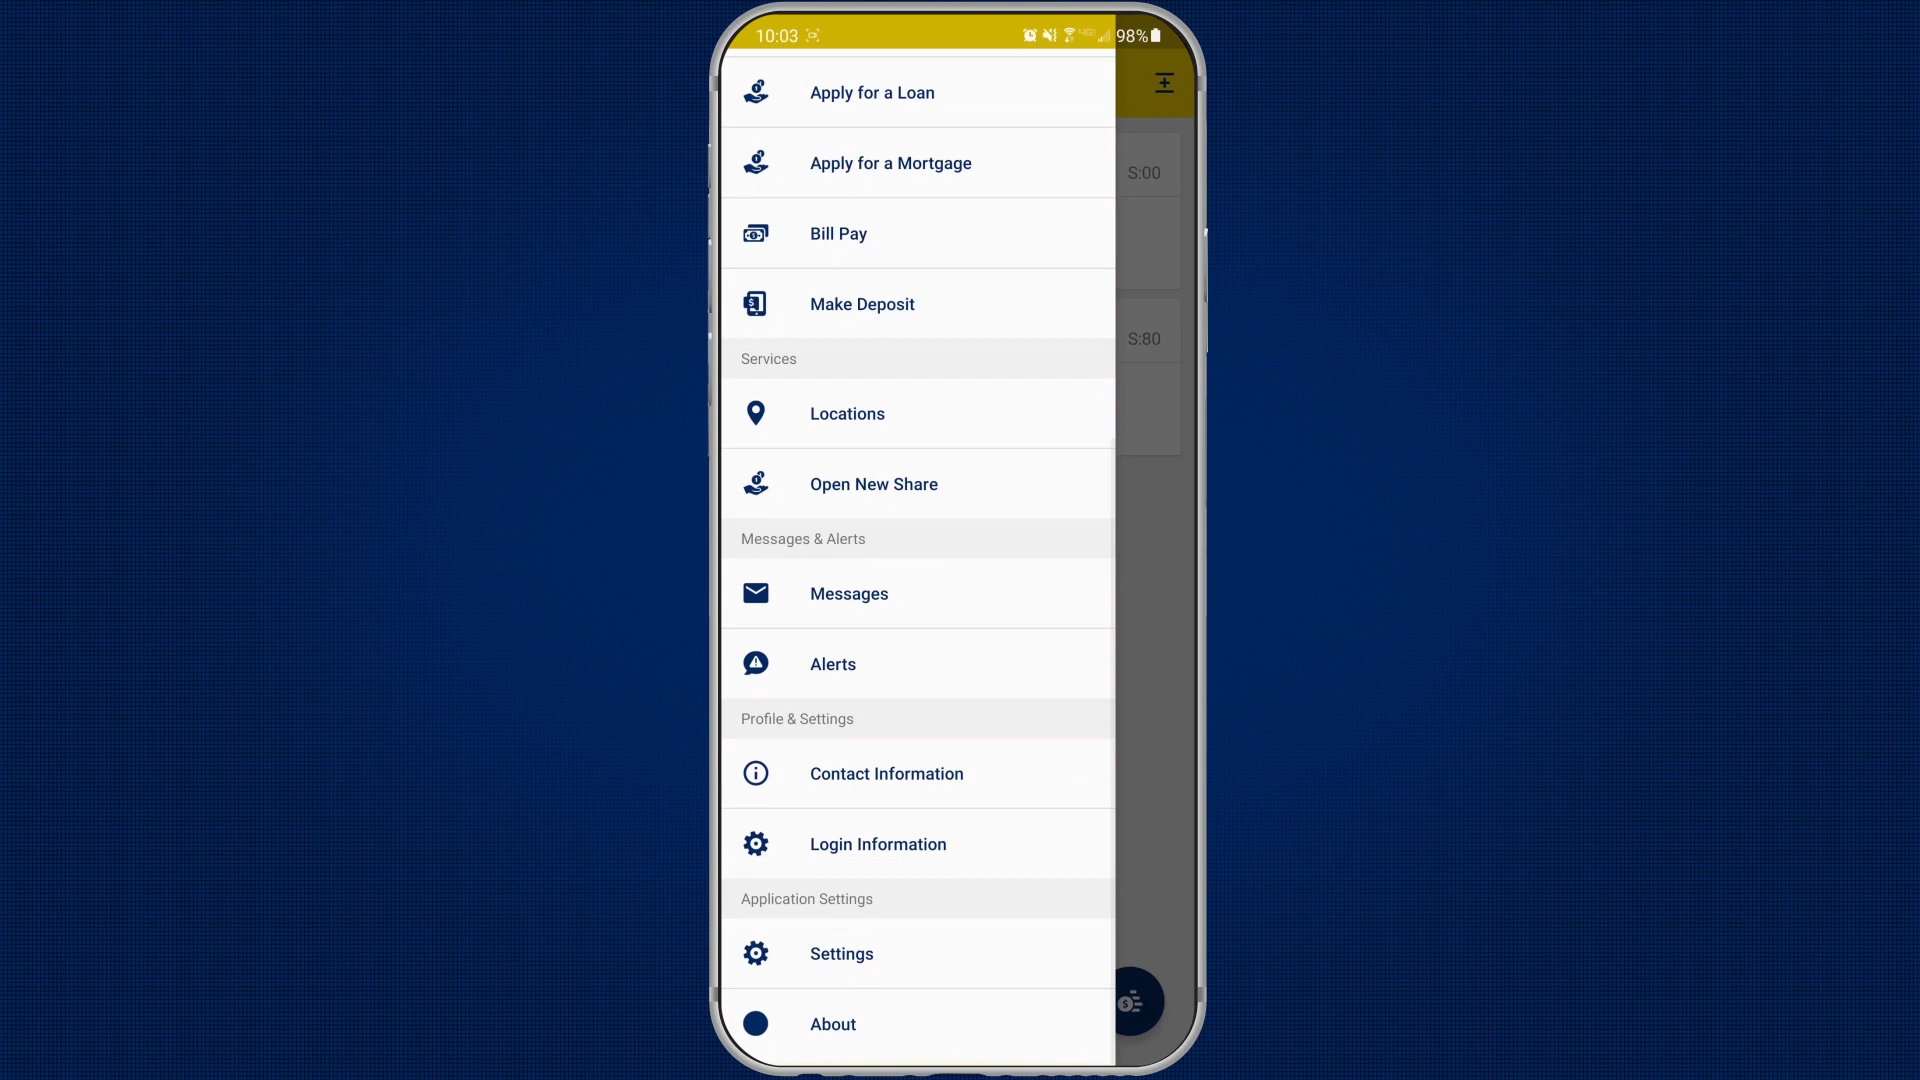 10:03
98%
Apply for a Loan
S:00
Apply for a Mortgage
Bill Pay
Make Deposit
S:80
Services
Locations
Open New Share
Messages & Alerts
Messages
Alerts
Profile & Settings
Contact Information
Login Information
Application Settings
Settings
About